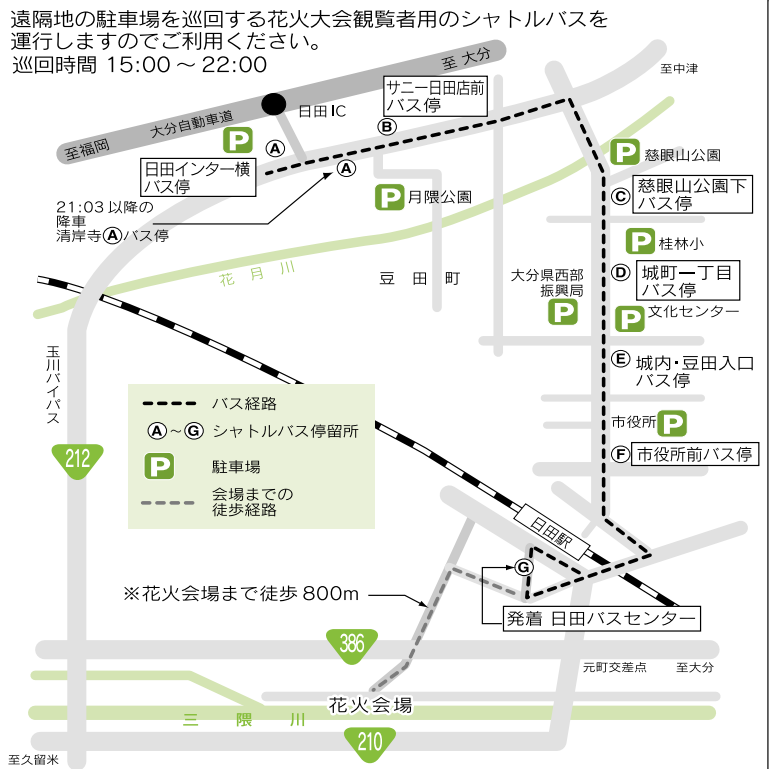 遠隔地の駐車場を巡回する花火大会観覧者用のシャトルバスを
運行しますのでご利用ください。
巡回時間 15:00 ～ 22:00
至 大分
至中津
サニー日田店前
バス停
日田IC
大分自動車道
至福岡
P
A
B
日田インター横
バス停
A
P
慈眼山公園
P
月隈公園
C
慈眼山公園下
バス停
21:03 以降の
降車
清岸寺Ⓐバス停
P
桂林小
花月川
豆田町
大分県西部
振興局
P
D
城町一丁目
バス停
P
文化センター
玉川バイパス
E
城内・豆田入口
バス停
バス経路
Ⓐ～Ⓖ シャトルバス停留所
P
駐車場
会場までの
徒歩経路
212
市役所
P
F
市役所前バス停
日田駅
G
※花火会場まで徒歩 800m
発着 日田バスセンター
386
元町交差点
至大分
花火会場
三隈川
210
至久留米